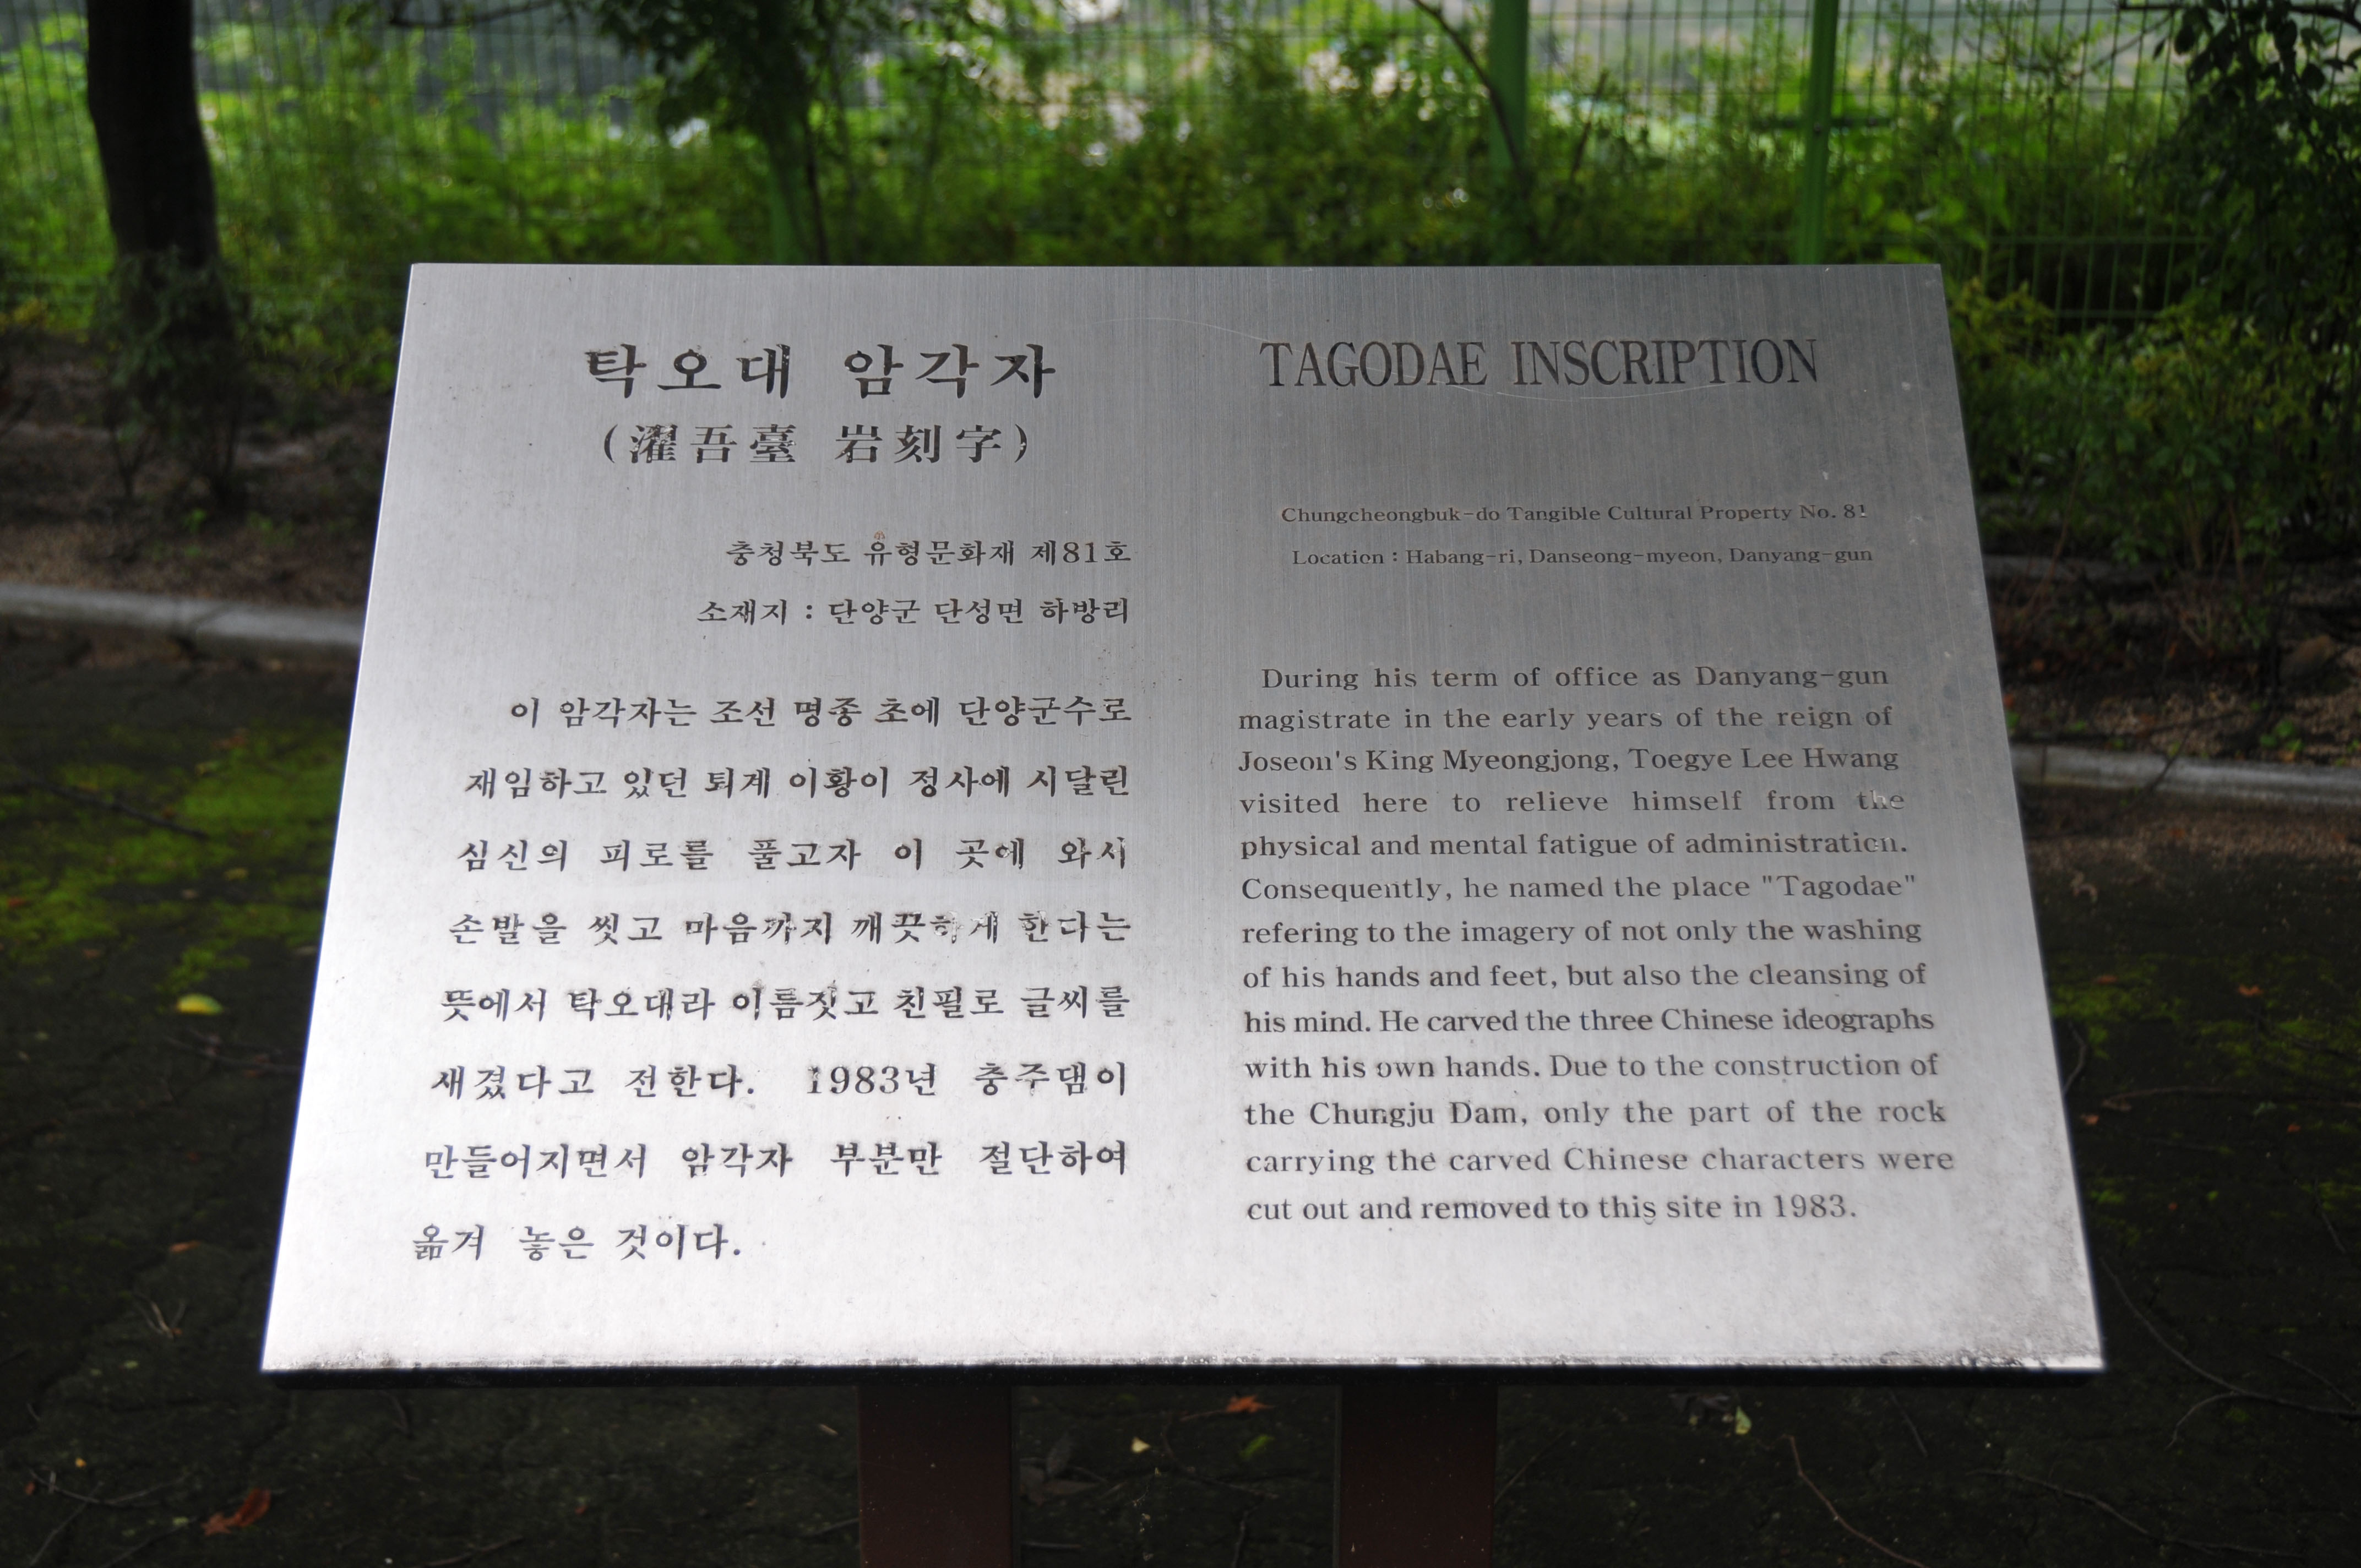 탁오대 암각자
(濯吾臺 岩刻字)
충청북도 유형문화재 제81호
소재지 : 단양군 단성면 하방리
이 암각자는 조선 명종 초에 단양군수로
재임하고 있던 퇴계 이황이 정사에 시달린
심신의 피로를 풀고자 이 곳에 와서
손발을 씻고 마음까지 깨끗하게 한다는
뜻에서 탁오대라 이름짓고 친필로 글씨를
새겼다고 전한다. 1983년 충주댐이
만들어지면서 암각자 부분만 절단하여
옮겨 놓은 것이다.
TAGODAE INSCRIPTION
Chungcheongbuk-do Tangible Cultural Property No. 81
Location : Habang-ri, Danseong-myeon, Danyang-gun
During his term of office as Danyang-gun
magistrate in the early years of the reign of
Joseon's King Myeongjong, Toegye Lee Hwang
visited here to relieve himself from the
physical and mental fatigue of administration.
Consequently, he named the place "Tagodae"
refering to the imagery of not only the washing
of his hands and feet, but also the cleansing of
his mind. He carved the three Chinese ideographs
with his own hands. Due to the construction of
the Chungju Dam, only the part of the rock
carrying the carved Chinese characters were
cut out and removed to this site in 1983.